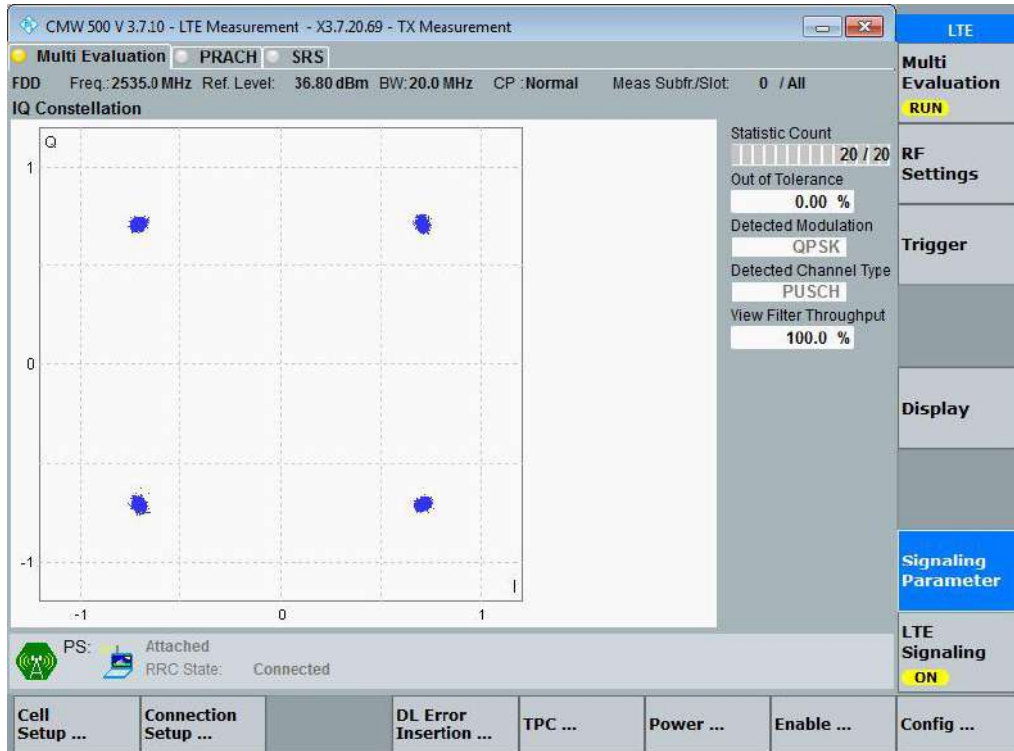 CMW 500 V 3.7.10 - LTE Measurement - X3.7.20.69 - TX Measurement
LTE
Multi Evaluation PRACH SRS
FDD Freq.: 2535.0 MHz Ref. Level: 36.80 dBm BW: 20.0 MHz CP : Normal Meas Subfr./Slot: 0 / All
IQ Constellation
Q
1
0
-1
I
-1 0 1
Statistic Count
20 / 20
Out of Tolerance
0.00 %
Detected Modulation
QPSK
Detected Channel Type
PUSCH
View Filter Throughput
100.0 %
Multi
Evaluation
RUN
RF
Settings
Trigger
Display
Signaling
Parameter
LTE
Signaling
ON
PS: Attached
RRC State: Connected
Cell
Setup ...
Connection
Setup ...
DL Error
Insertion ...
TPC ...
Power ...
Enable ...
Config ...